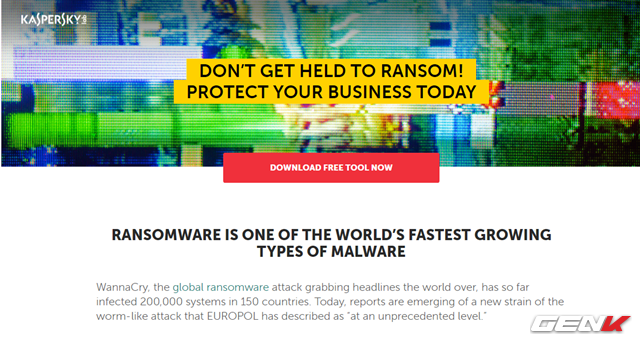 KASPERSKY LAB
DON'T GET HELD TO RANSOM!
PROTECT YOUR BUSINESS TODAY
DOWNLOAD FREE TOOL NOW
RANSOMWARE IS ONE OF THE WORLD'S FASTEST GROWING
TYPES OF MALWARE
WannaCry, the global ransomware attack grabbing headlines the world over, has so far
infected 200,000 systems in 150 countries. Today, reports are emerging of a new strain of the
worm-like attack that EUROPOL has described as "at an unprecedented level."
GENK